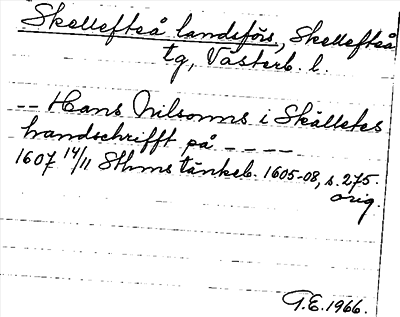 Skellefteå landsförs., Skellefteå
tg, Västerb. l.
-- Hans Nilsonns i Skälletes
handschrifft på ----
1607 14/11 Sthms tänkeb. 1605-08, s. 275.
orig.
G.E. 1966.